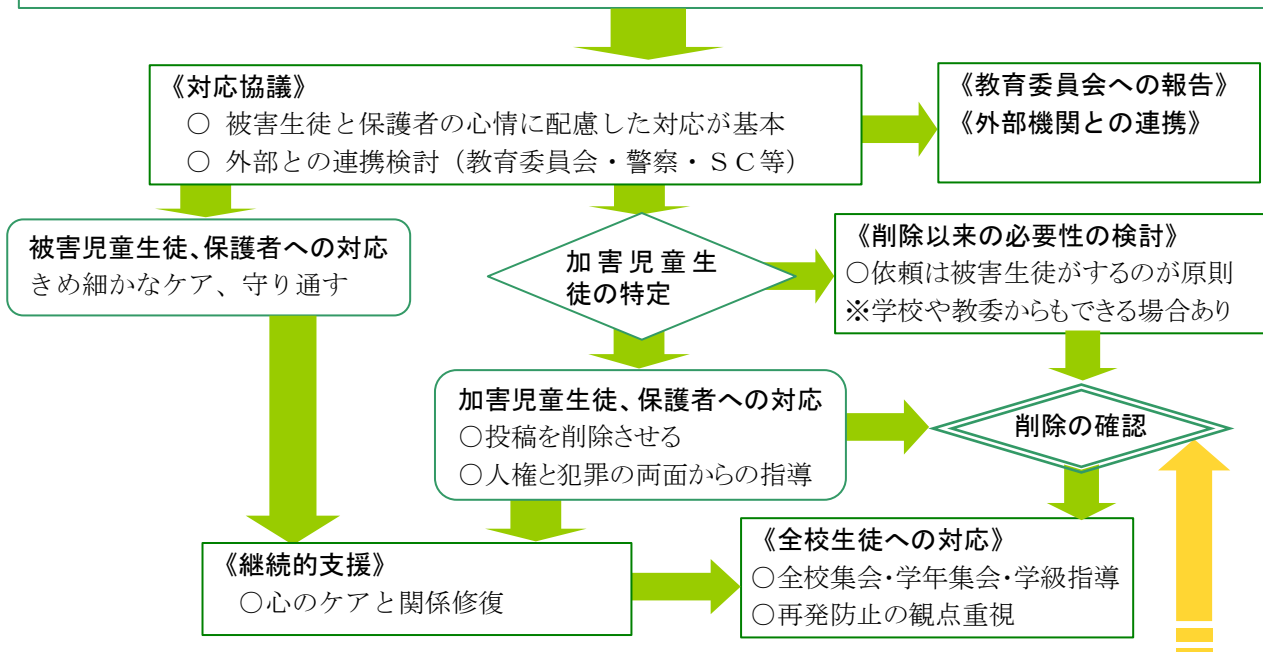 《対応協議》
○ 被害生徒と保護者の心情に配慮した対応が基本
○ 外部との連携検討（教育委員会・警察・ＳＣ等）
《教育委員会への報告》
《外部機関との連携》
被害児童生徒、保護者への対応
きめ細かなケア、守り通す
加害児童生
徒の特定
《削除以来の必要性の検討》
○依頼は被害生徒がするのが原則
※学校や教委からもできる場合あり
加害児童生徒、保護者への対応
○投稿を削除させる
○人権と犯罪の両面からの指導
削除の確認
《継続的支援》
○心のケアと関係修復
《全校生徒への対応》
○全校集会・学年集会・学級指導
○再発防止の観点重視